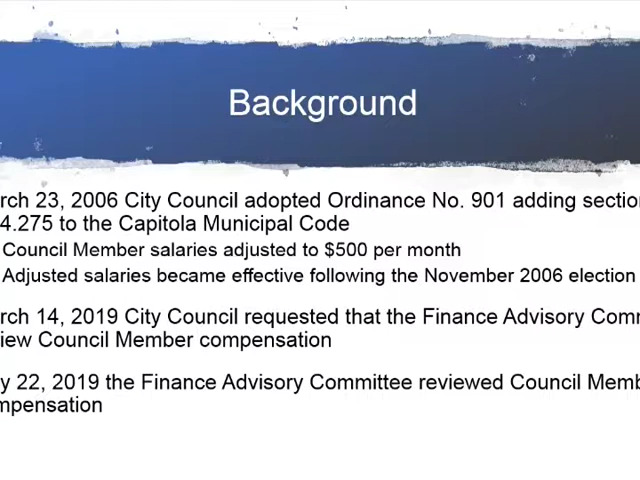 Background
rch 23, 2006 City Council adopted Ordinance No. 901 adding sectio
4.275 to the Capitola Municipal Code
Council Member salaries adjusted to $500 per month
Adjusted salaries became effective following the November 2006 election
rch 14, 2019 City Council requested that the Finance Advisory Com
iew Council Member compensation
y 22, 2019 the Finance Advisory Committee reviewed Council Memb
mpensation